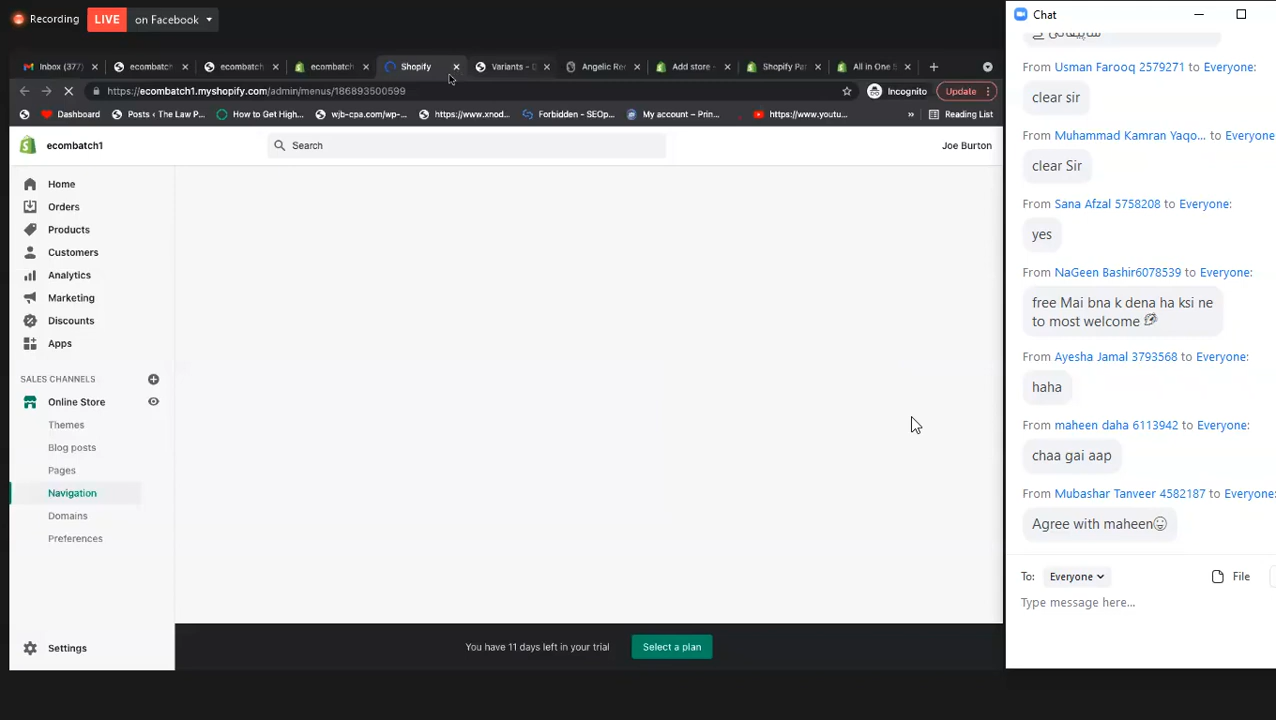 Recording
LIVE on Facebook
Inbox (377)
ecombatch
ecombatch
ecombatch
Shopify
Variants - D
Angelic Re
Add store -
Shopify Par
All in One S
https://ecombatch1.myshopify.com/admin/menus/186893500599
Incognito
Update
Dashboard
Posts ‹ The Law P...
How to Get High...
wjb-cpa.com/wp-...
https://www.xnod...
Forbidden - SEOp...
My account – Prin...
https://www.youtu...
»
Reading List
ecombatch1
Search
Joe Burton
Home
Orders
Products
Customers
Analytics
Marketing
Discounts
Apps
SALES CHANNELS
Online Store
Themes
Blog posts
Pages
Navigation
Domains
Preferences
Settings
You have 11 days left in your trial
Select a plan
Chat
From Usman Farooq 2579271 to Everyone:
clear sir
From Muhammad Kamran Yaqo... to Everyone
clear Sir
From Sana Afzal 5758208 to Everyone:
yes
From NaGeen Bashir6078539 to Everyone:
free Mai bna k dena ha ksi ne
to most welcome
From Ayesha Jamal 3793568 to Everyone:
haha
From maheen daha 6113942 to Everyone:
chaa gai aap
From Mubashar Tanveer 4582187 to Everyone:
Agree with maheen😛
To: Everyone
File
Type message here...